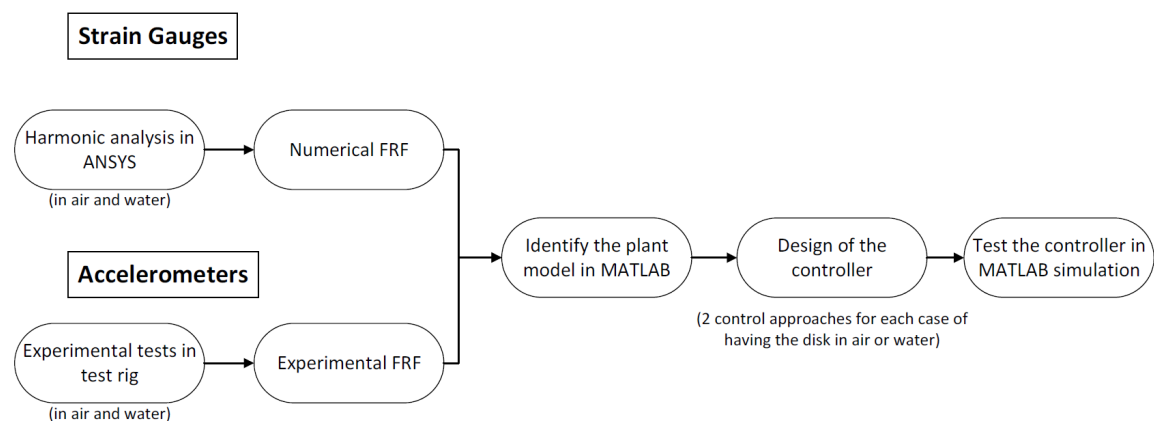 Strain Gauges
Harmonic analysis in
ANSYS
(in air and water)
Numerical FRF
Accelerometers
Experimental tests in
test rig
(in air and water)
Experimental FRF
Identify the plant
model in MATLAB
Design of the
controller
(2 control approaches for each case of
having the disk in air or water)
Test the controller in
MATLAB simulation